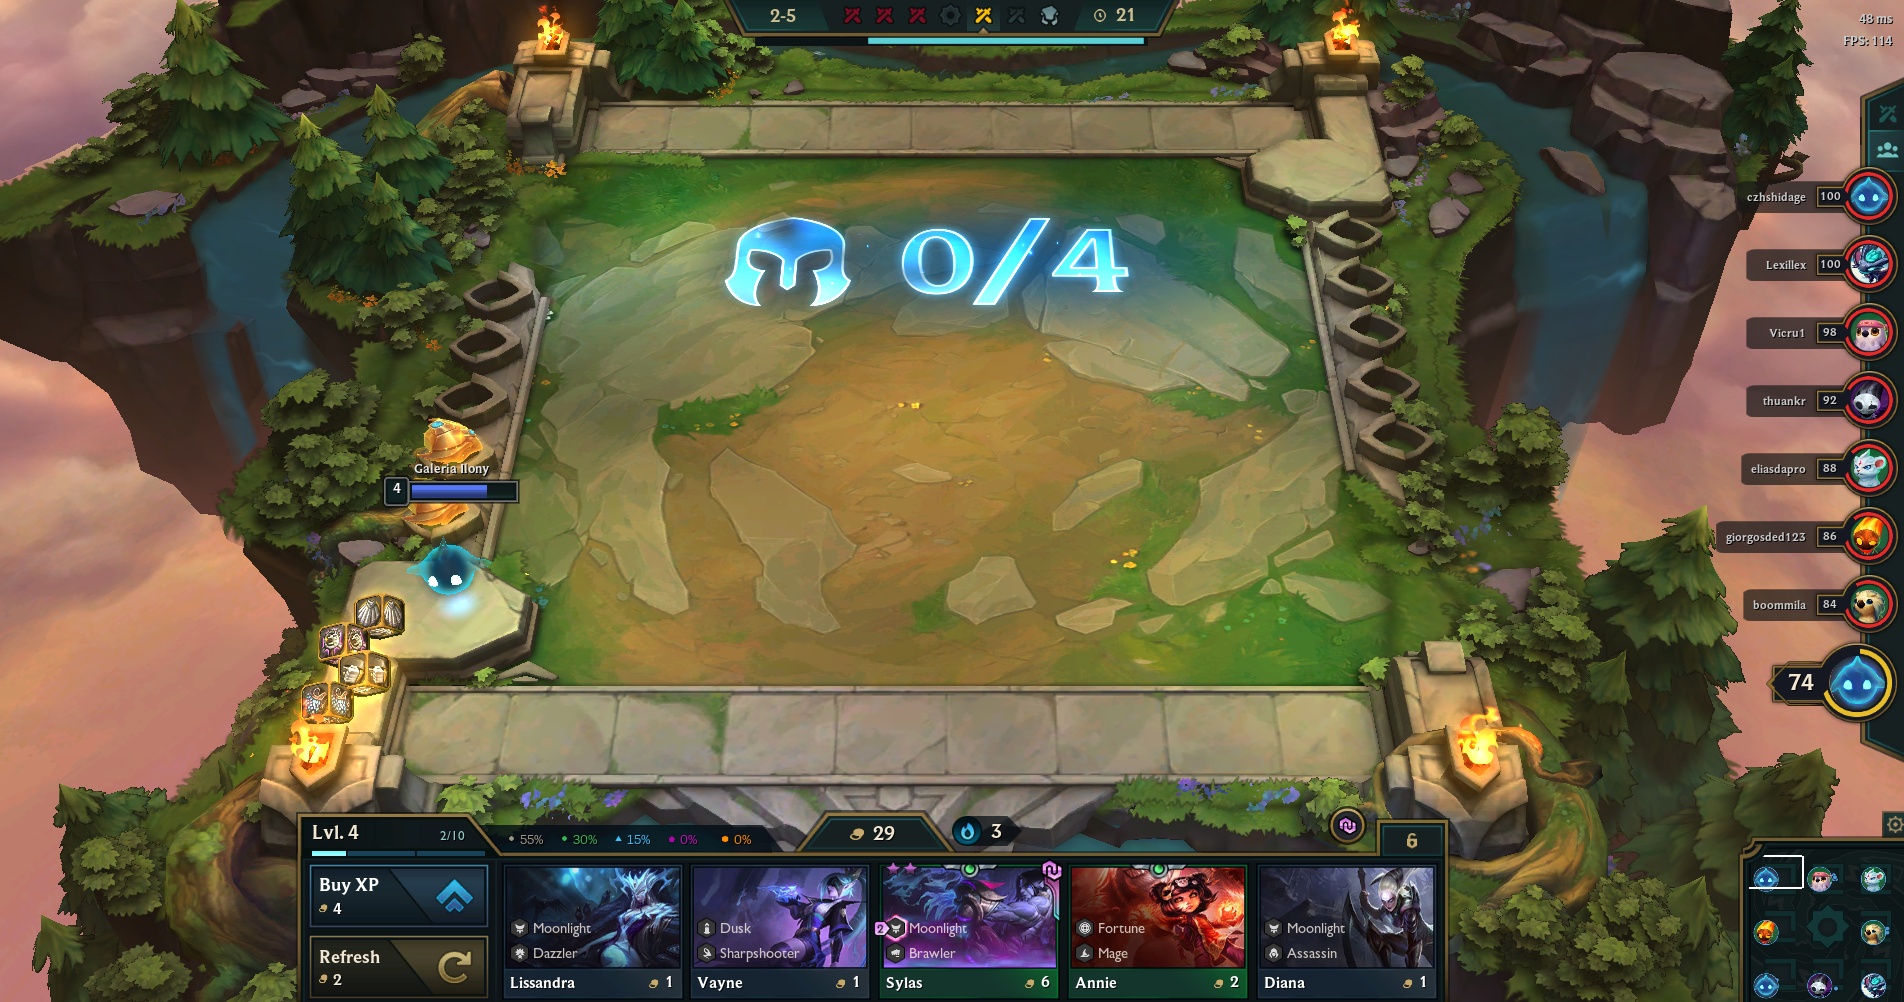 2-5
21
48 ms
FPS: 114
0/4
czhshidage 100
Lexillex 100
Vicru1 98
thuankr 92
eliasdapro 88
giorgosded123 86
boommila 84
74
Galeria Ilony
4
Lvl. 4
2/10
55% 30% 15% 0% 0%
29
3
6
Buy XP
4
Refresh
2
Moonlight
Dazzler
Lissandra 1
Dusk
Sharpshooter
Vayne 1
2 Moonlight
Brawler
Sylas 6
Fortune
Mage
Annie 2
Moonlight
Assassin
Diana 1